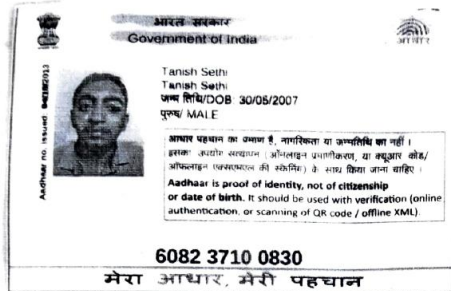 भारत सरकार
Government of India
आधार
Aadhaar no. issued:
Tanish Sethi
Tanish Sethi
जन्म तिथि/DOB:
पुरुष/ MALE
आधार पहचान का प्रमाण है, नागरिकता या जन्मतिथि का नहीं ।
इसका उपयोग सत्यापन (ऑनलाइन प्रमाणीकरण, या क्यूआर कोड/
ऑफलाइन एक्सएमएल की स्कैनिंग) के साथ किया जाना चाहिए ।
Aadhaar is proof of identity, not of citizenship
or date of birth. It should be used with verification (online
authentication, or scanning of QR code / offline XML).
6082 3710 0830
मेरा आधार, मेरी पहचान